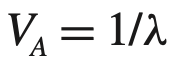 V_A = 1/λ